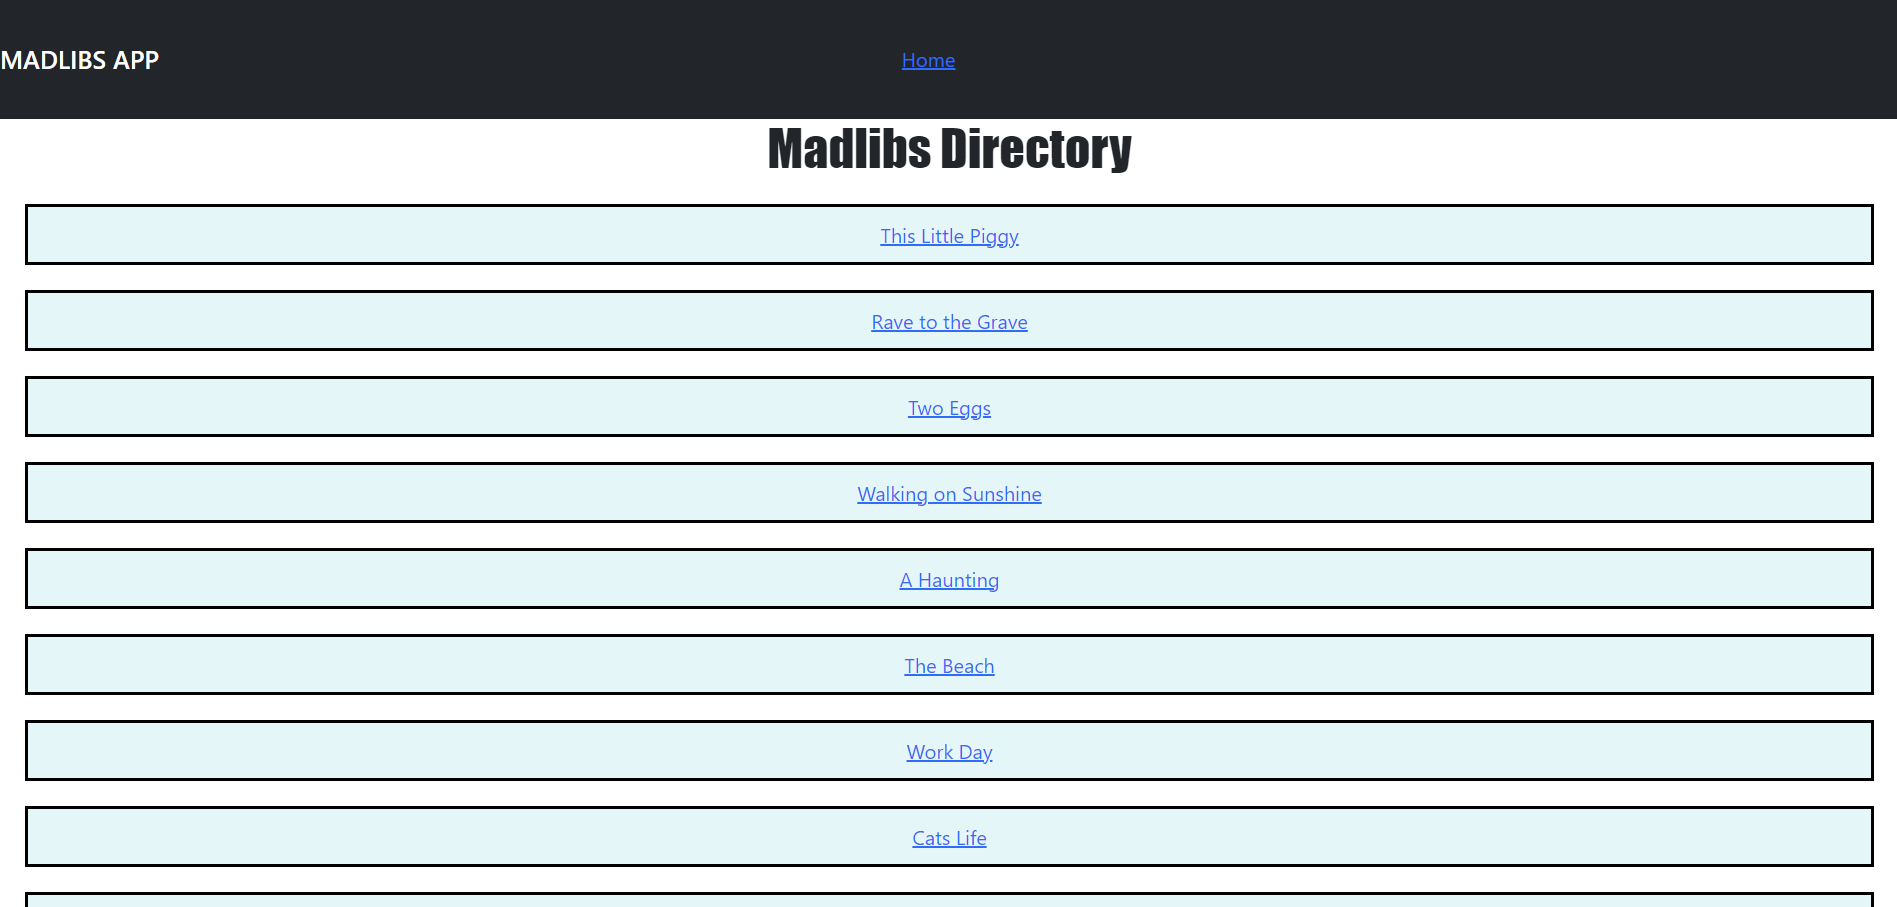 MADLIBS APP
Home
Madlibs Directory
This Little Piggy
Rave to the Grave
Two Eggs
Walking on Sunshine
A Haunting
The Beach
Work Day
Cats Life